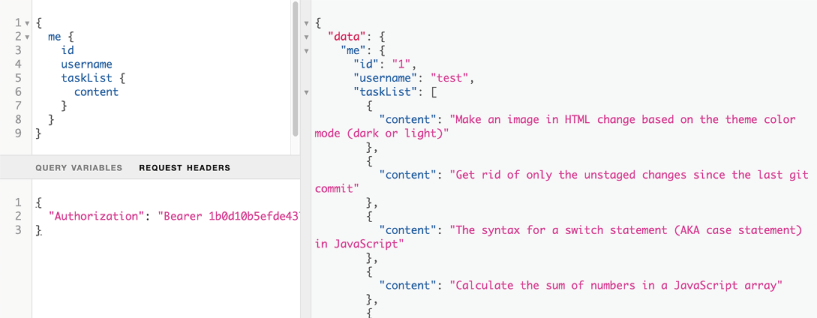 1 {
2 me {
3 id
4 username
5 taskList {
6 content
7 }
8 }
9 }
QUERY VARIABLES REQUEST HEADERS
1 {
2 "Authorization": "Bearer 1b0d10b5efde43
3 }
{
"data": {
"me": {
"id": "1",
"username": "test",
"taskList": [
{
"content": "Make an image in HTML change based on the theme color
mode (dark or light)"
},
{
"content": "Get rid of only the unstaged changes since the last git
commit"
},
{
"content": "The syntax for a switch statement (AKA case statement)
in JavaScript"
},
{
"content": "Calculate the sum of numbers in a JavaScript array"
},
{